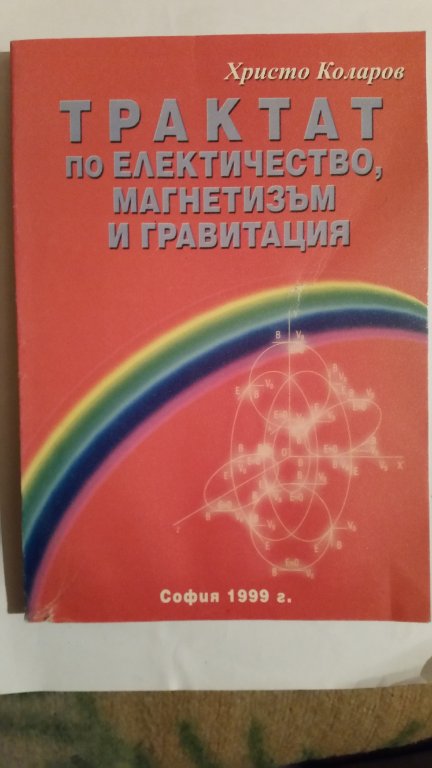 Христо Коларов
ТРАКТАТ
ПО ЕЛЕКТИЧЕСТВО,
МАГНЕТИЗЪМ
И ГРАВИТАЦИЯ
София 1999 г.